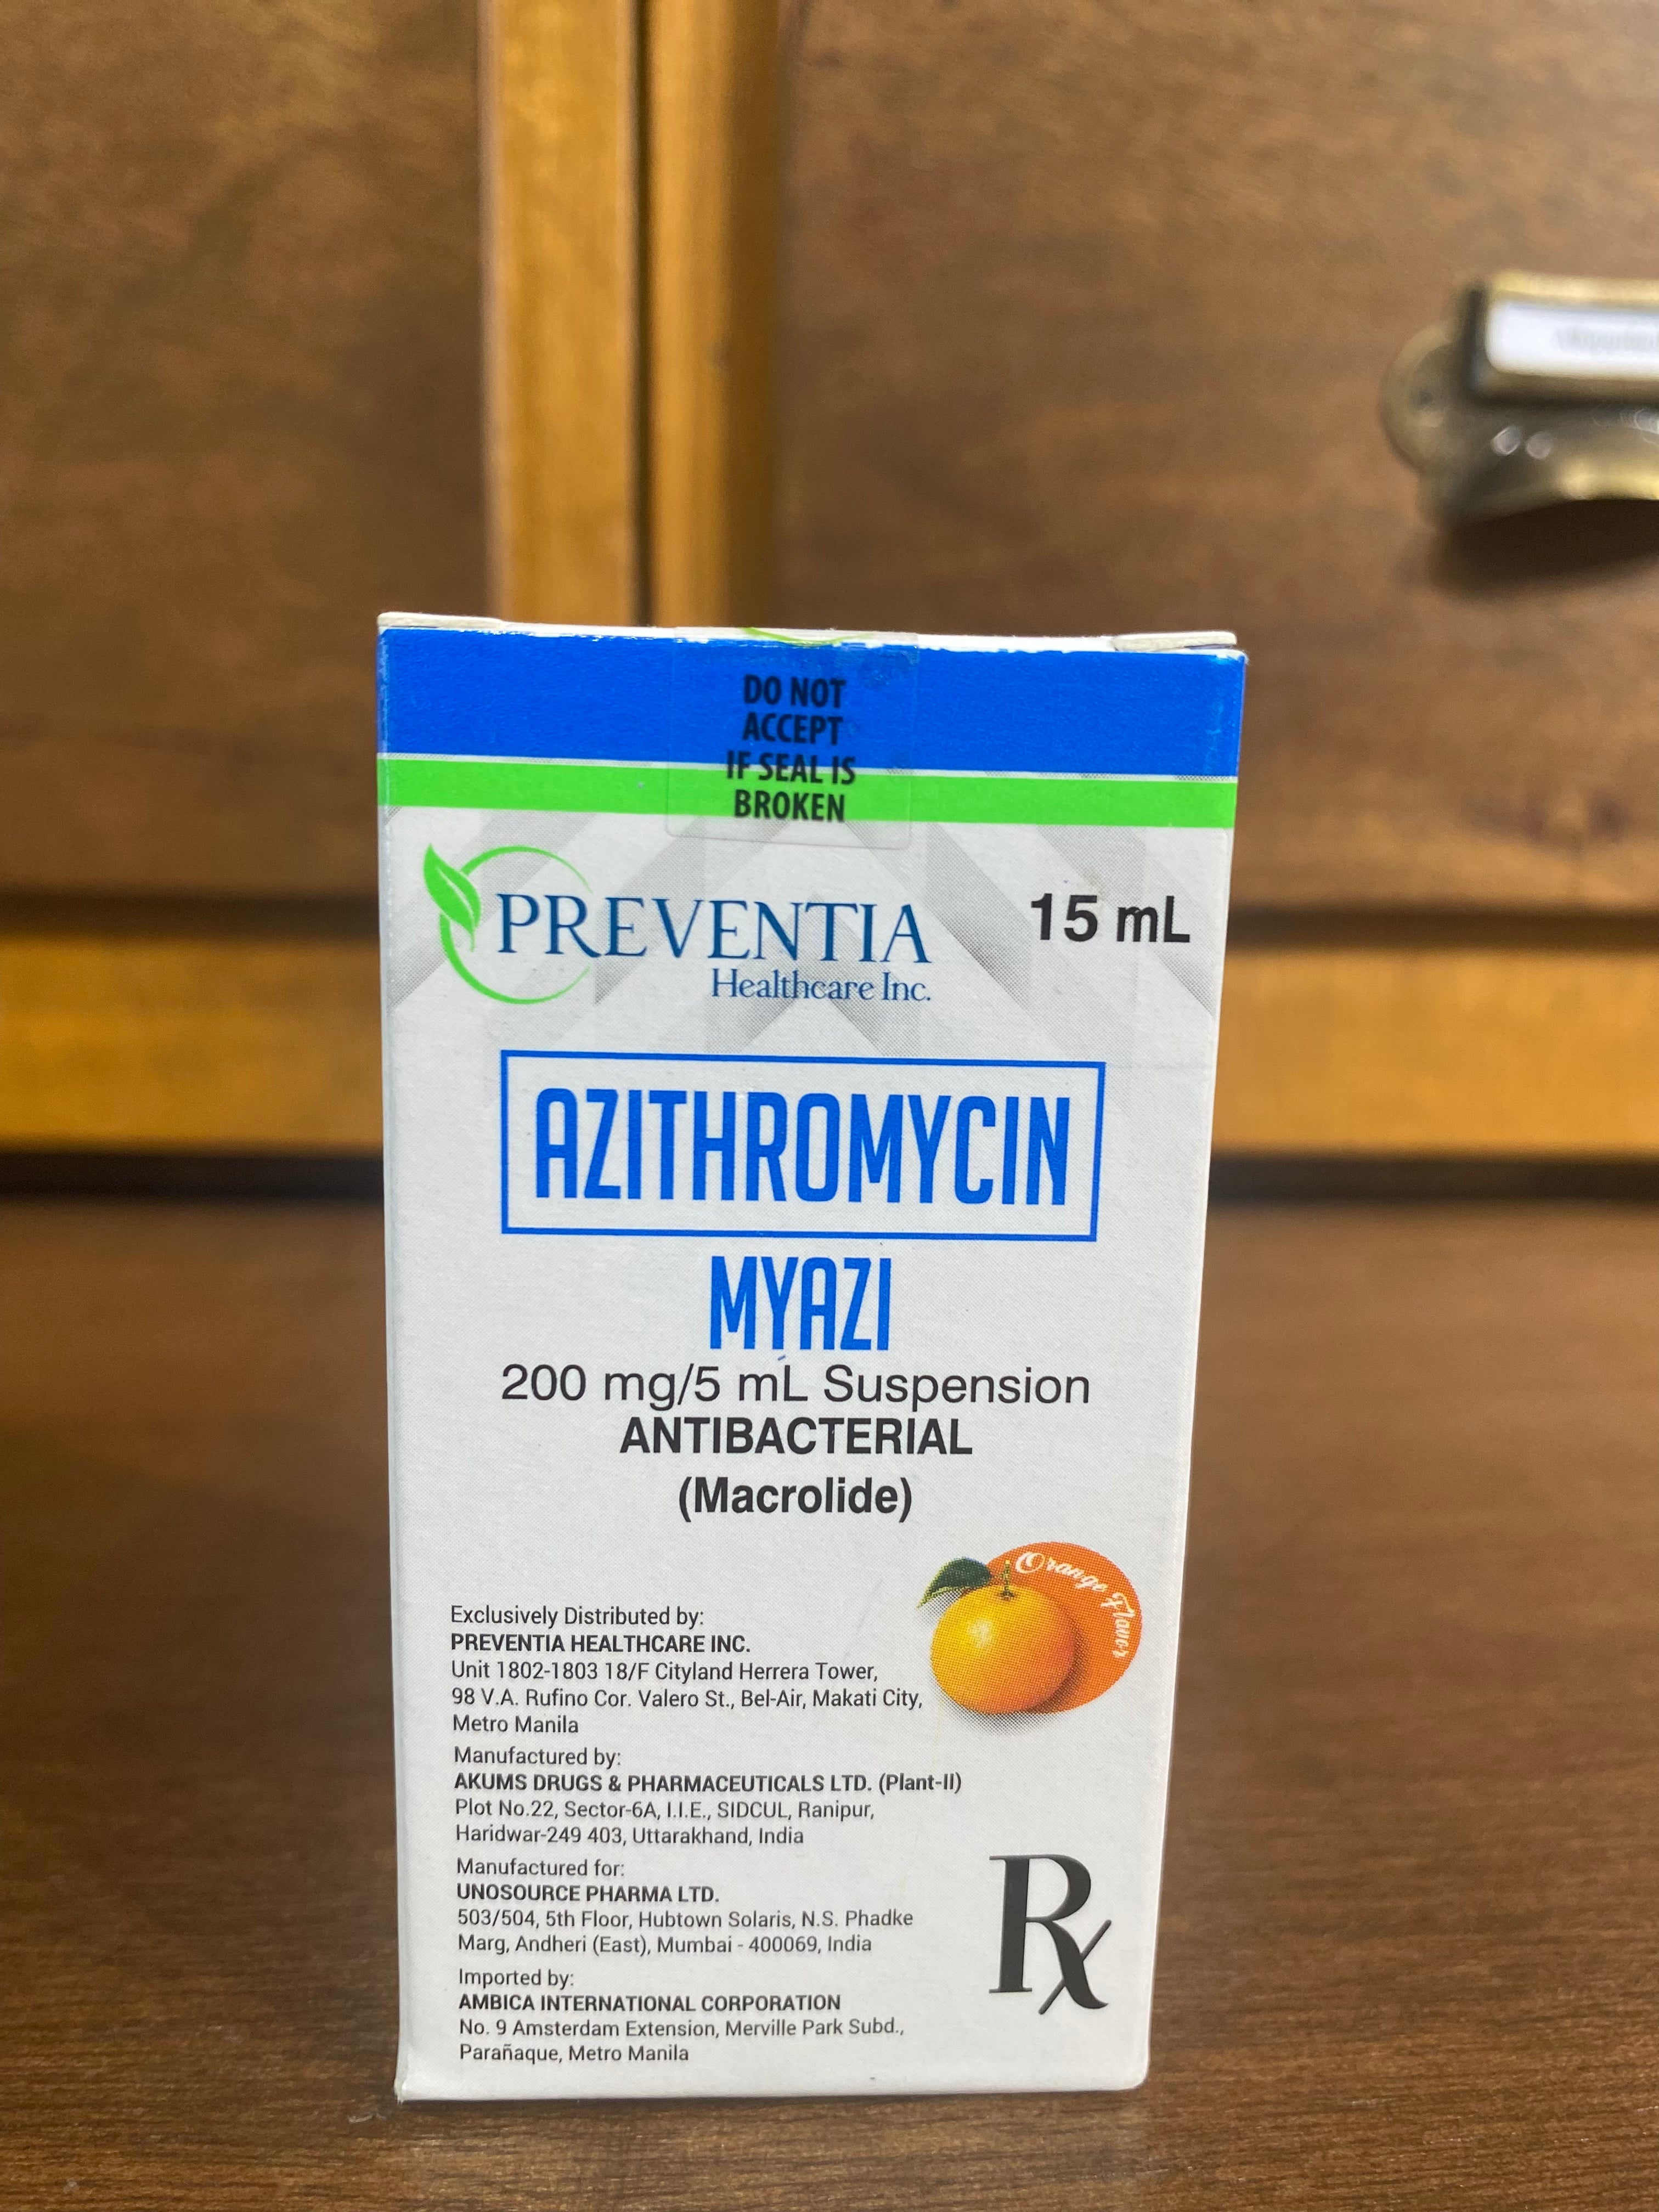 DO NOT
ACCEPT
IF SEAL IS
BROKEN
PREVENTIA
Healthcare Inc.
15 mL
AZITHROMYCIN
MYAZI
200 mg/5 mL Suspension
ANTIBACTERIAL
(Macrolide)
Orange Flavor
Exclusively Distributed by:
PREVENTIA HEALTHCARE INC.
Unit 1802-1803 18/F Cityland Herrera Tower,
98 V.A. Rufino Cor. Valero St., Bel-Air, Makati City,
Metro Manila
Manufactured by:
AKUMS DRUGS & PHARMACEUTICALS LTD. (Plant-II)
Plot No.22, Sector-6A, I.I.E., SIDCUL, Ranipur,
Haridwar-249 403, Uttarakhand, India
Manufactured for:
UNOSOURCE PHARMA LTD.
503/504, 5th Floor, Hubtown Solaris, N.S. Phadke
Marg, Andheri (East), Mumbai - 400069, India
Imported by:
AMBICA INTERNATIONAL CORPORATION
No. 9 Amsterdam Extension, Merville Park Subd.,
Parañaque, Metro Manila
Rx